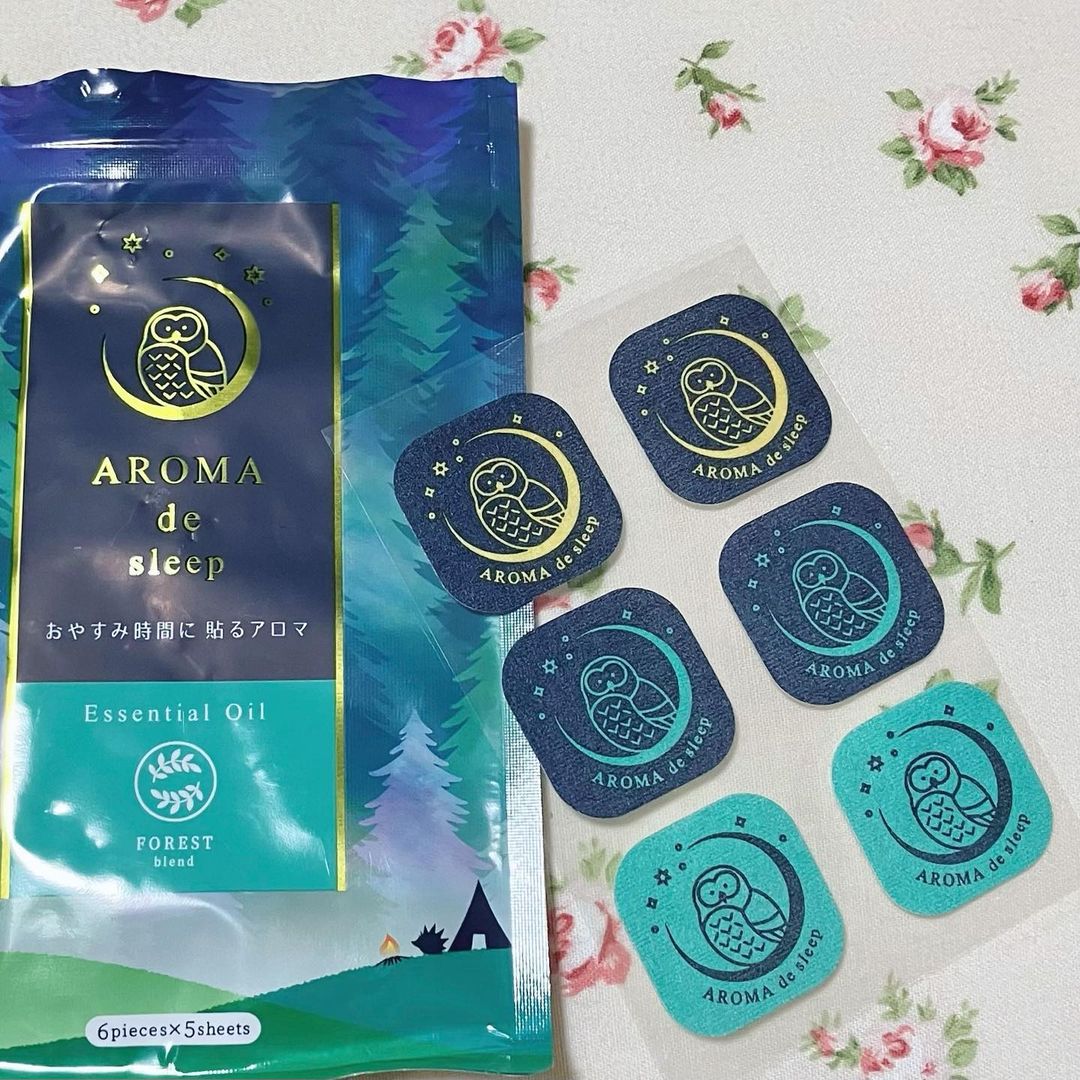 AROMA
de
sleep
おやすみ時間に 貼るアロマ
Essential Oil
FOREST
blend
6pieces×5sheets
AROMA de sleep
AROMA de sleep
AROMA de sleep
AROMA de sleep
AROMA de sleep
AROMA de sleep